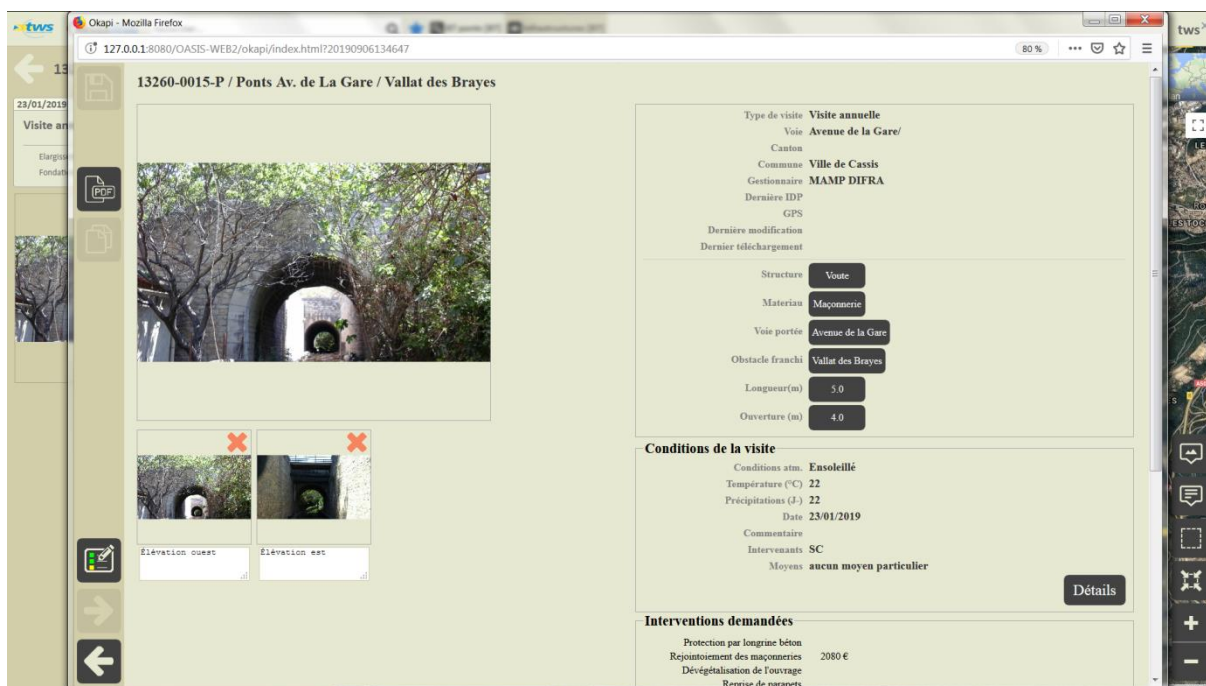 tws
Okapi - Mozilla Firefox
127.0.0.1:8080/OASIS-WEB2/okapi/index.html?20190906134647
80 %
tws
13
23/01/2019
Visite an
Elargiss
Fondati
13260-0015-P / Ponts Av. de La Gare / Vallat des Brayes
PDF
Type de visite Visite annuelle
Voie Avenue de la Gare/
Canton
Commune Ville de Cassis
Gestionnaire MAMP DIFRA
Dernière IDP
GPS
Dernière modification
Dernier téléchargement
Structure Voute
Materiau Maçonnerie
Voie portée Avenue de la Gare
Obstacle franchi Vallat des Brayes
Longueur(m) 5.0
Ouverture (m) 4.0
Élévation ouest
Élévation est
Conditions de la visite
Conditions atm. Ensoleillé
Température (°C) 22
Précipitations (J-) 22
Date 23/01/2019
Commentaire
Intervenants SC
Moyens aucun moyen particulier
Détails
Interventions demandées
Protection par longrine béton
Rejointoiement des maçonneries 2080 €
Dévégétalisation de l'ouvrage
Reprise de parapets